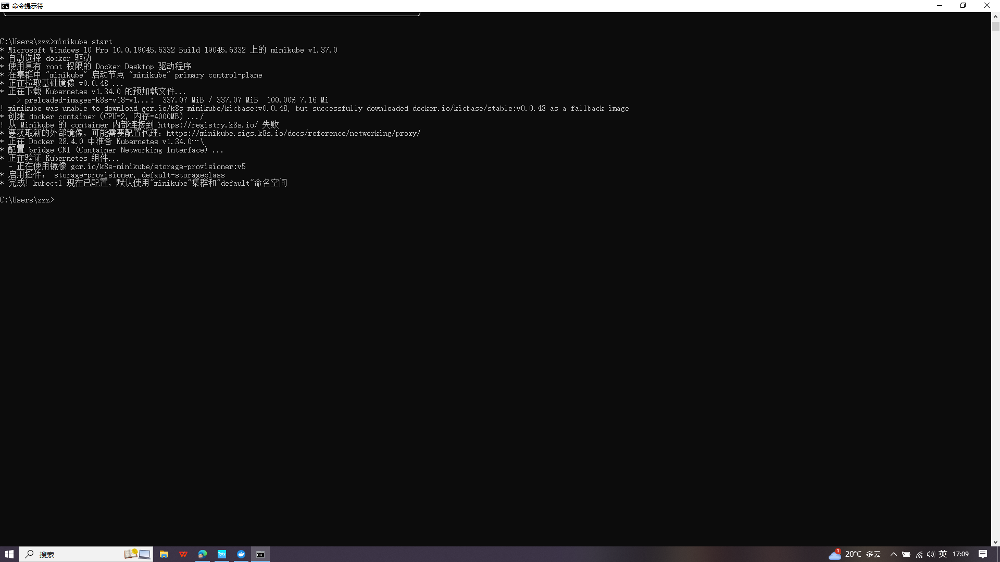 命令提示符
C:\Users\zzz>minikube start
* Microsoft Windows 10 Pro 10.0.19045.6332 Build 19045.6332 上的 minikube v1.37.0
* 自动选择 docker 驱动
* 使用具有 root 权限的 Docker Desktop 驱动程序
* 在集群中 "minikube" 启动节点 "minikube" primary control-plane
* 正在拉取基础镜像 v0.0.48 ...
* 正在下载 Kubernetes v1.34.0 的预加载文件...
> preloaded-images-k8s-v18-v1...:  337.07 MiB / 337.07 MiB  100.00% 7.16 Mi
! minikube was unable to download gcr.io/k8s-minikube/kicbase:v0.0.48, but successfully downloaded docker.io/kicbase/stable:v0.0.48 as a fallback image
* 创建 docker container（CPU=2，内存=4000MB）.../
! 从 Minikube 的 container 内部连接到 https://registry.k8s.io/ 失败
* 要获取新的外部镜像，可能需要配置代理：https://minikube.sigs.k8s.io/docs/reference/networking/proxy/
* 正在 Docker 28.4.0 中准备 Kubernetes v1.34.0…\
* 配置 bridge CNI (Container Networking Interface) ...
* 正在验证 Kubernetes 组件...
- 正在使用镜像 gcr.io/k8s-minikube/storage-provisioner:v5
* 启用插件： storage-provisioner, default-storageclass
* 完成！kubectl 现在已配置，默认使用"minikube"集群和"default"命名空间
C:\Users\zzz>
搜索
Tyty
1
20°C 多云
英
17:09